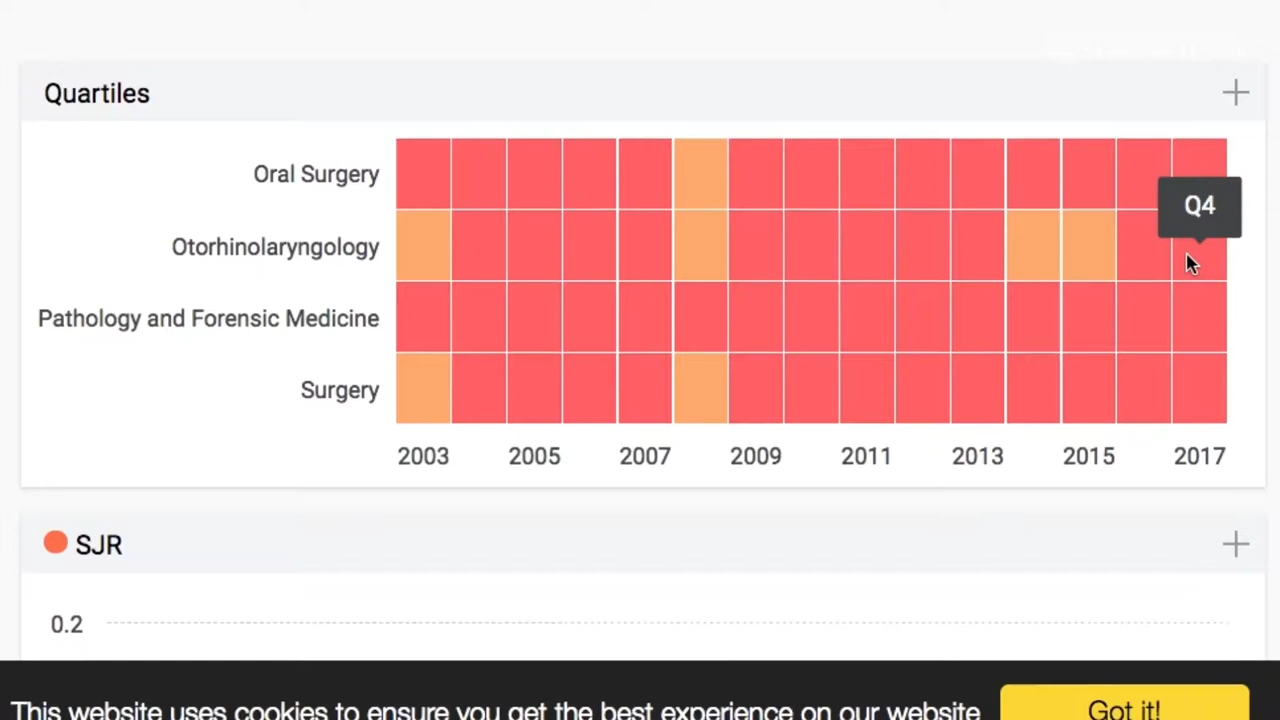 Quartiles
Oral Surgery
Q4
Otorhinolaryngology
Pathology and Forensic Medicine
Surgery
2003 2005 2007 2009 2011 2013 2015 2017
SJR
0.2
This website uses cookies to ensure you get the best experience on our website
Got it!